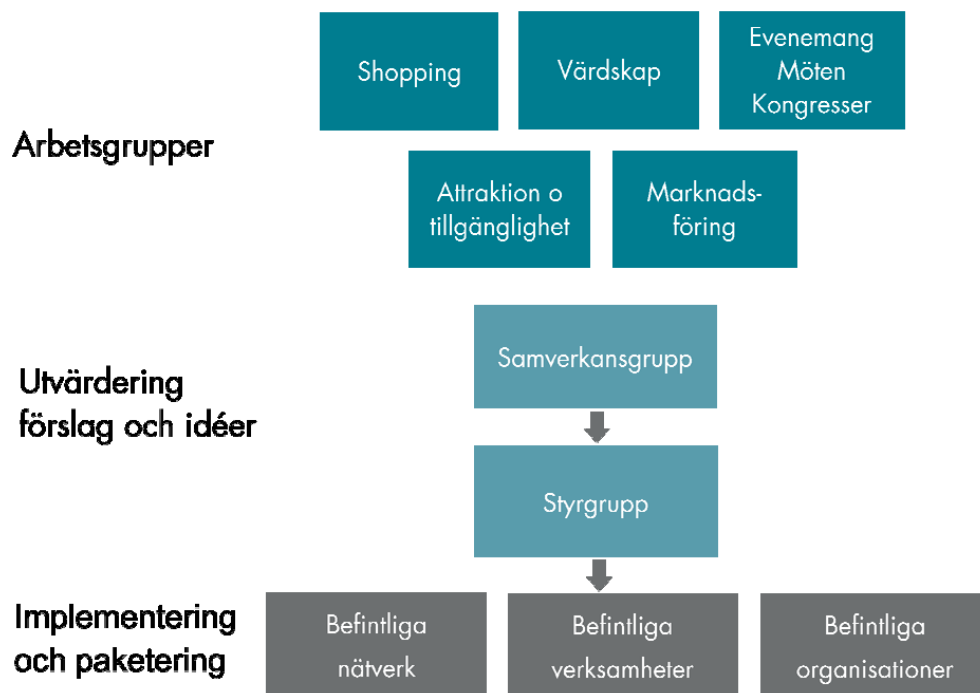 Arbetsgrupper
Shopping
Värdskap
Evenemang
Möten
Kongresser
Attraktion o
tillgänglighet
Marknads-
föring
Utvärdering
förslag och idéer
Samverkansgrupp
Styrgrupp
Implementering
och paketering
Befintliga
nätverk
Befintliga
verksamheter
Befintliga
organisationer